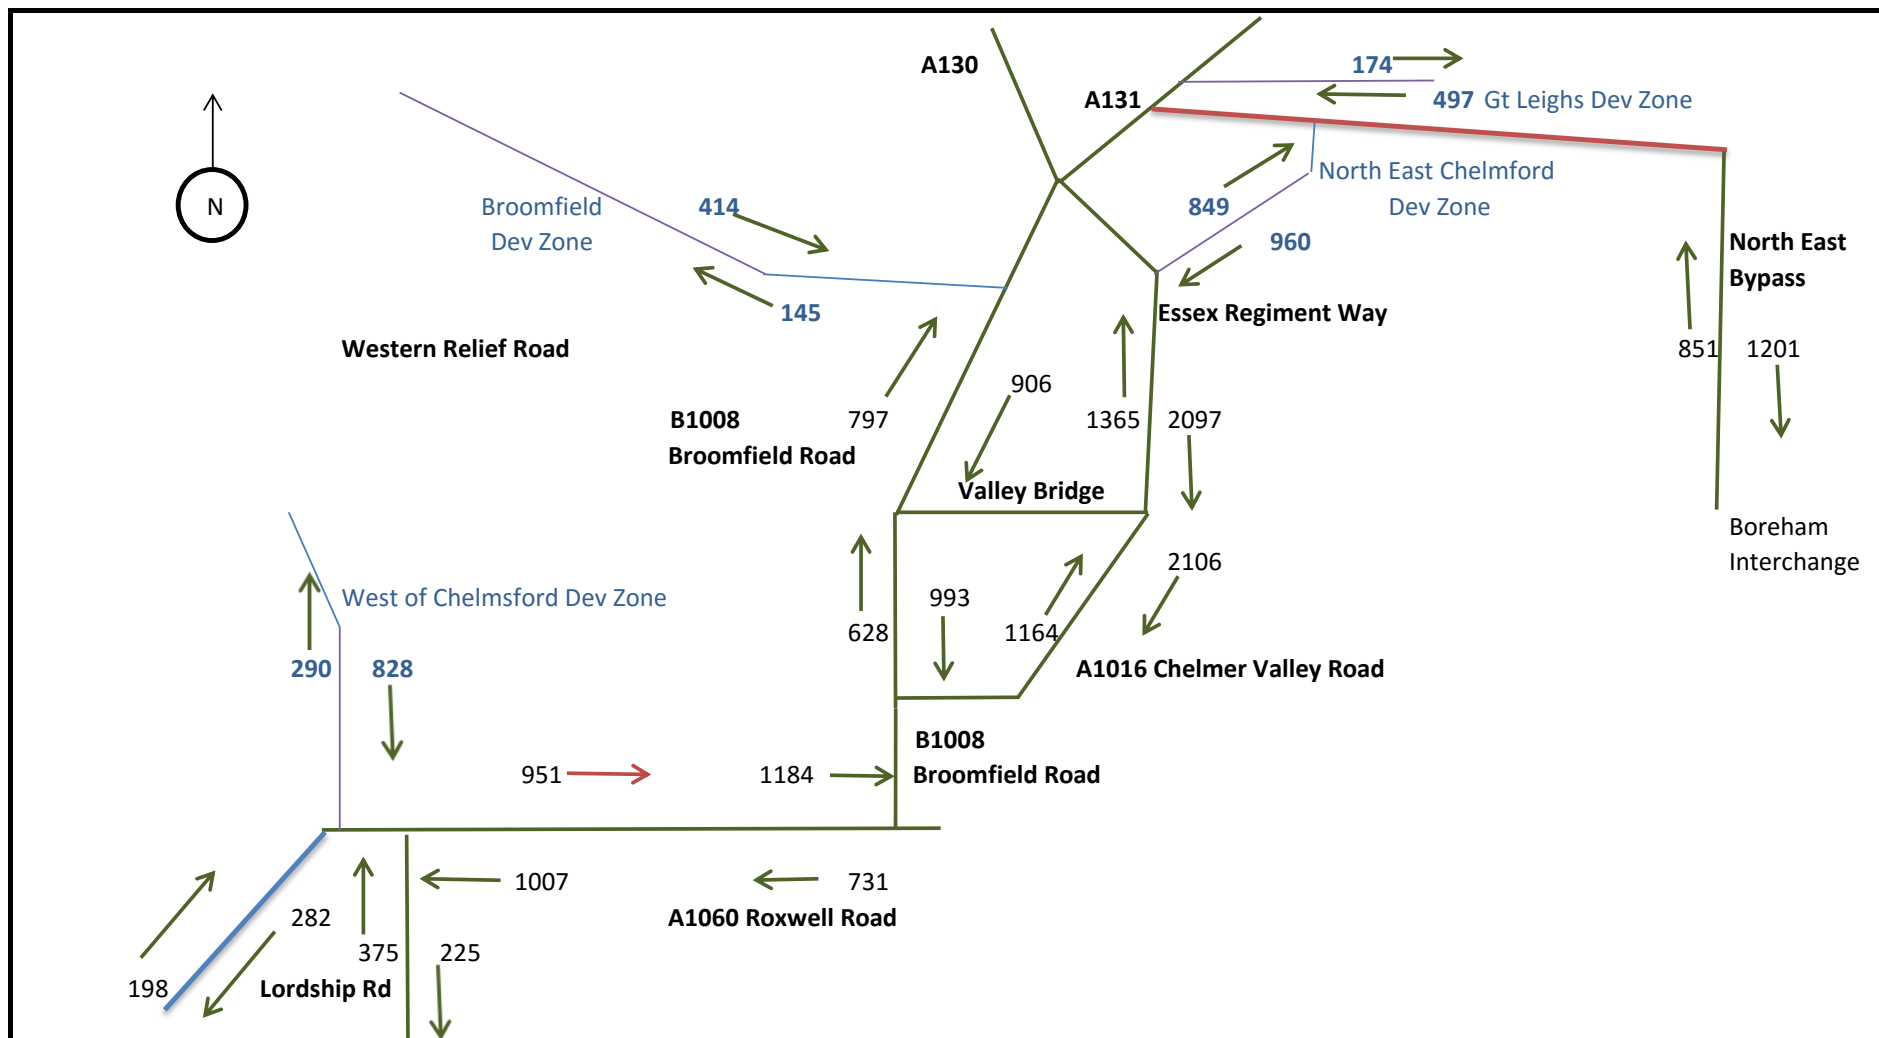 A130
174
A131
497 Gt Leighs Dev Zone
N
Broomfield
Dev Zone
414
849
North East Chelmford
Dev Zone
960
North East
Bypass
145
Essex Regiment Way
Western Relief Road
851
1201
906
B1008
Broomfield Road
797
1365
2097
Valley Bridge
Boreham
Interchange
2106
West of Chelmsford Dev Zone
993
628
1164
290
828
A1016 Chelmer Valley Road
B1008
Broomfield Road
951
1184
1007
731
282
A1060 Roxwell Road
375
225
198
Lordship Rd